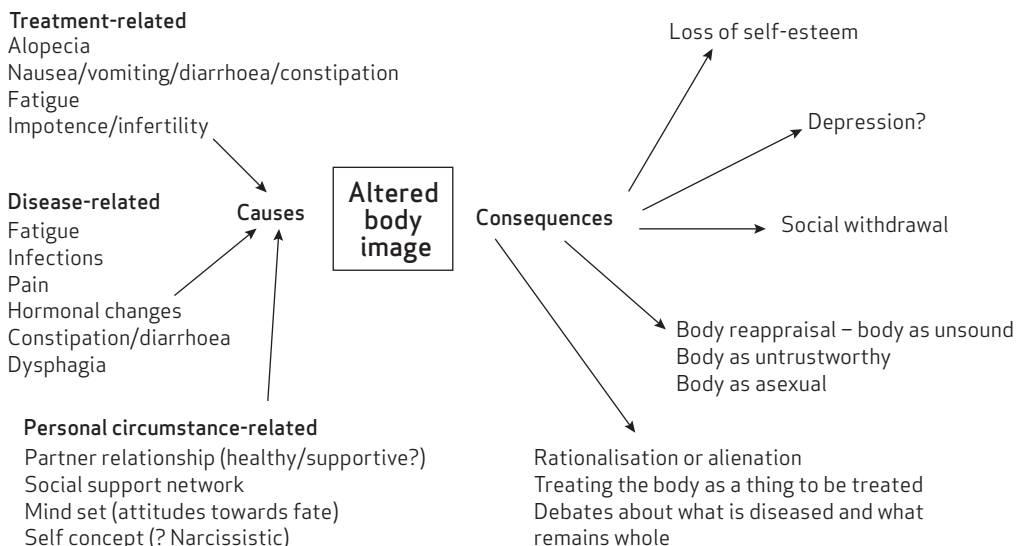 Treatment-related
Alopecia
Nausea/vomiting/diarrhoea/constipation
Fatigue
Impotence/infertility
Disease-related
Fatigue
Infections
Pain
Hormonal changes
Constipation/diarrhoea
Dysphagia
Personal circumstance-related
Partner relationship (healthy/supportive?)
Social support network
Mind set (attitudes towards fate)
Self concept (? Narcissistic)
Causes
Altered
body
image
Consequences
Loss of self-esteem
Depression?
Social withdrawal
Body reappraisal – body as unsound
Body as untrustworthy
Body as asexual
Rationalisation or alienation
Treating the body as a thing to be treated
Debates about what is diseased and what
remains whole